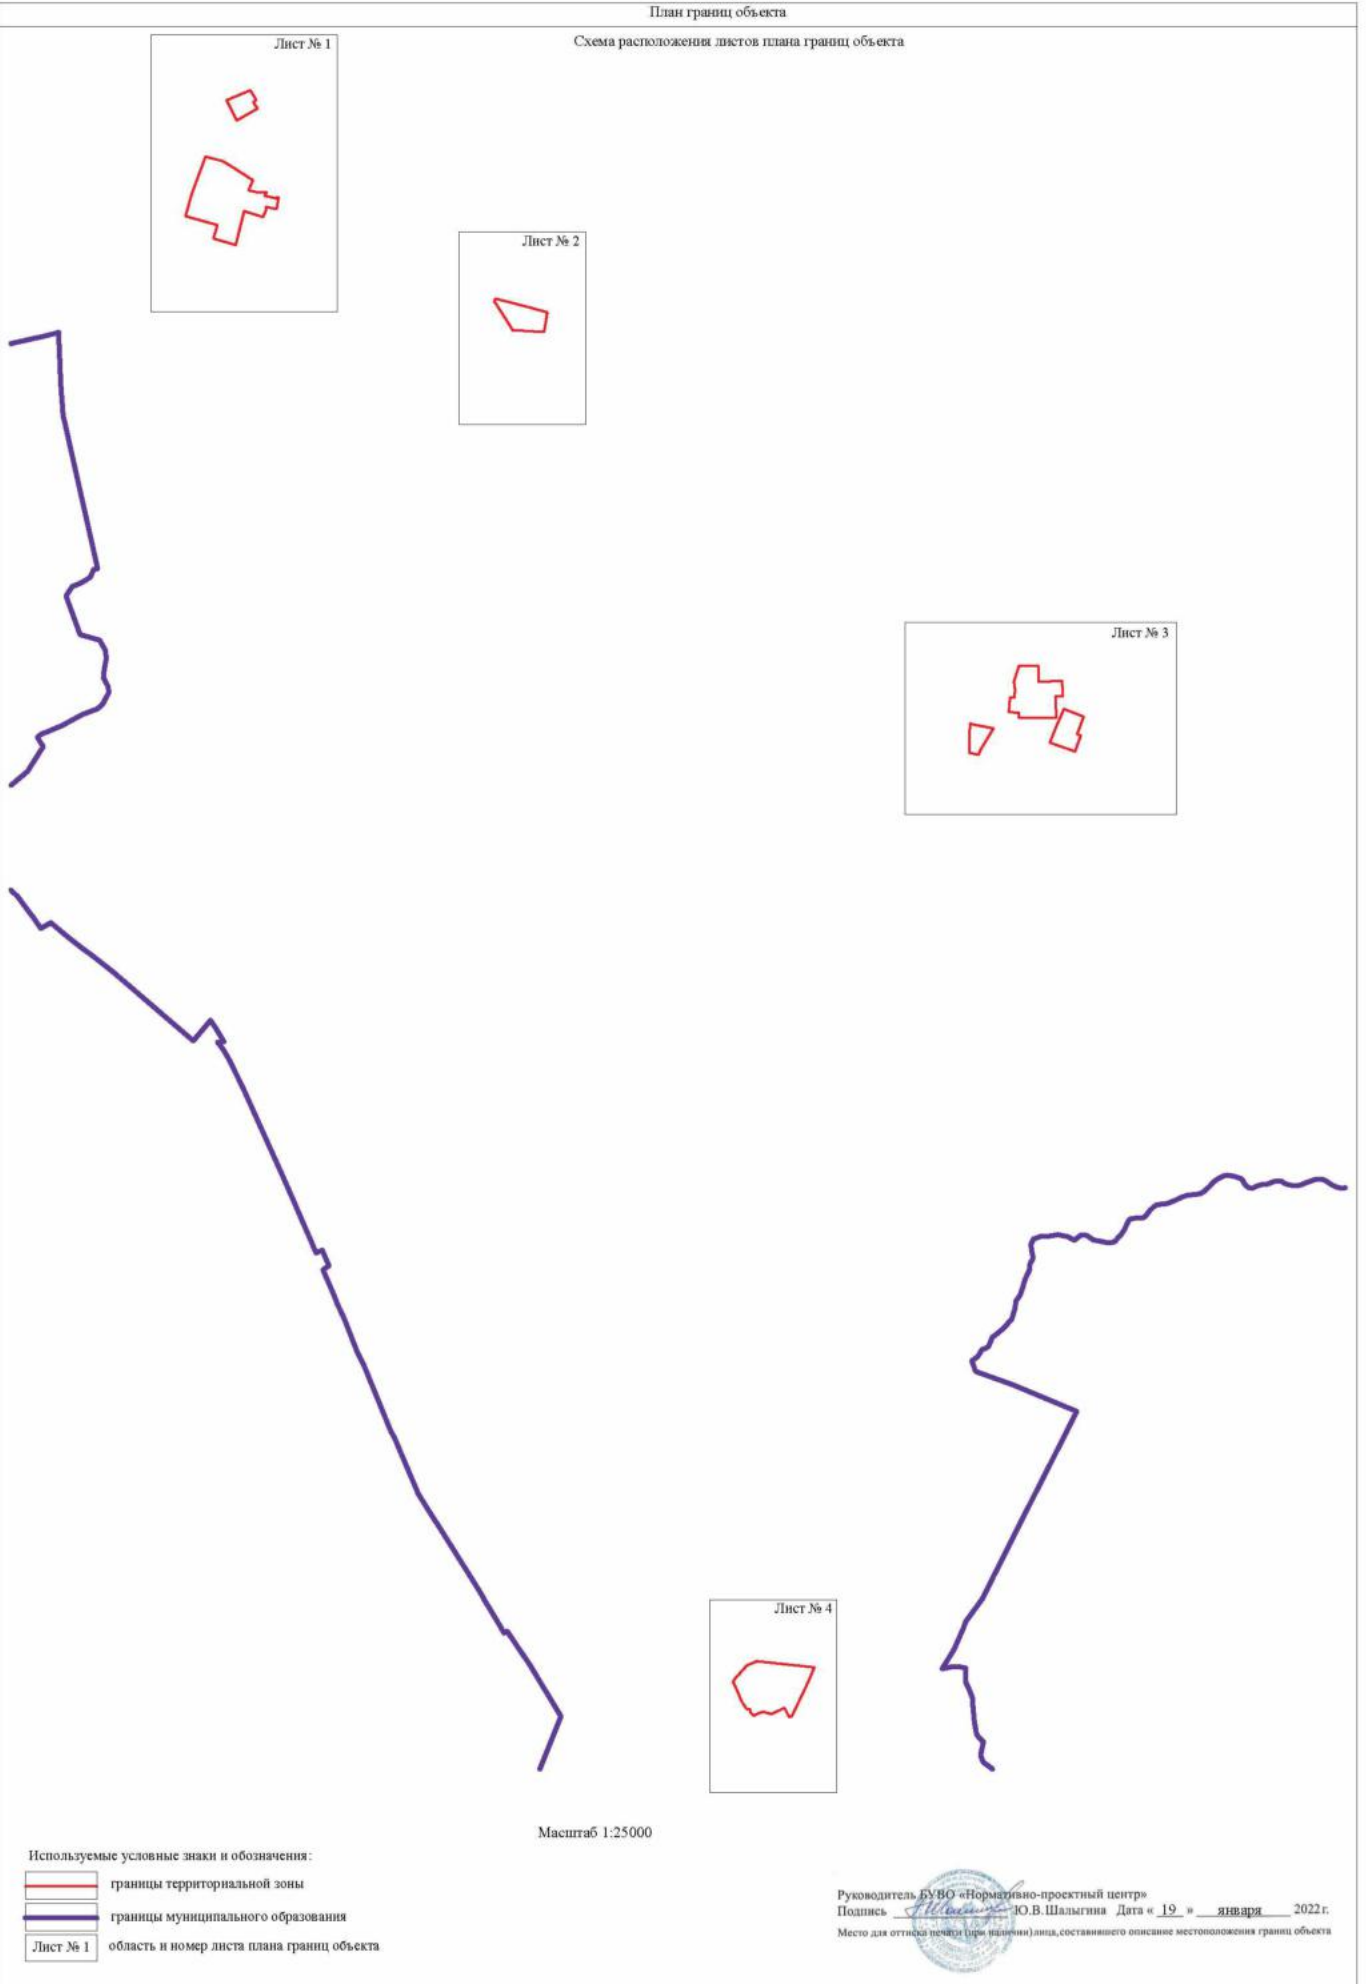 План границ объекта
Схема расположения листов плана границ объекта
Лист № 1
Лист № 2
Лист № 3
Лист № 4
Масштаб 1:25000
Используемые условные знаки и обозначения:
границы территориальной зоны
границы муниципального образования
Лист № 1 область и номер листа плана границ объекта
Руководитель БУВО «Нормативно-проектный центр»
Подпись Ю.В.Шалыгина Дата « 19 » января 2022 г.
Место для оттиска печати (при наличии) лица, составившего описание местоположения границ объекта